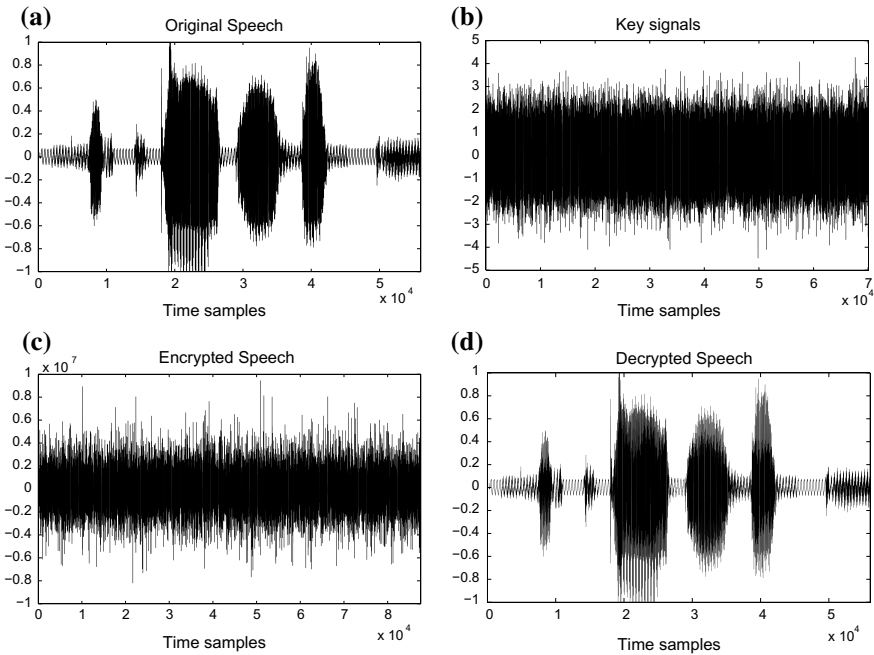 (a)
Original Speech
1
0.8
0.6
0.4
0.2
0
−0.2
−0.4
−0.6
−0.8
−1
0 1 2 3 4 5
x 10 4
Time samples
(b)
Key signals
5
4
3
2
1
0
−1
−2
−3
−4
−5
0 1 2 3 4 5 6 70
x 10 4
Time samples
(c)
Encrypted Speech
x 10 7
1
0.8
0.6
0.4
0.2
0
−0.2
−0.4
−0.6
−0.8
−1
0 1 2 3 4 5 6 7 8
x 10 4
Time samples
(d)
Decrypted Speech
1
0.8
0.6
0.4
0.2
0
−0.2
−0.4
−0.6
−0.8
−1
0 1 2 3 4 5
x 10 4
Time samples